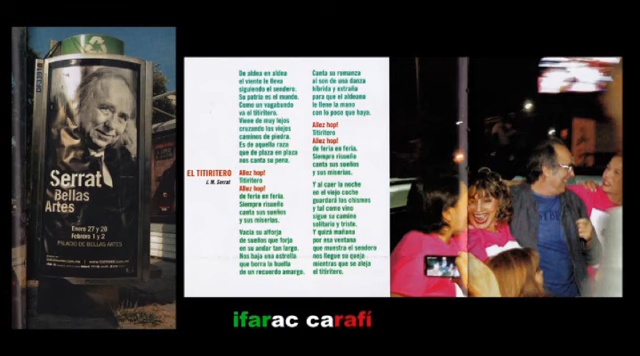 Serrat
Bellas
Artes
Enero 27 y 28
Febrero 1 y 2
PALACIO DE BELLAS ARTES
EL TITIRITERO
J. M. Serrat
De aldea en aldea
el viento le lleva
siguiendo el sendero.
Su patria es el mundo.
Como un vagabundo
va el titiritero.
Viene de muy lejos
cruzando los viejos
caminos de piedra.
Es de aquella raza
que de plaza en plaza
nos canta su pena.
Allez hop!
Titiritero
Allez hop!
de feria en feria.
Siempre risueño
canta sus sueños
y sus miserias.
Vacía su alforja
de sueños que forja
en su andar tan largo.
Nos baja una estrella
que borra la huella
de un recuerdo amargo.
Canta su romanza
al son de una danza
híbrida y extraña
para que el aldeano
le llene la mano
con lo poco que haya.
Allez hop!
Titiritero
Allez hop!
de feria en feria.
Siempre risueño
canta sus sueños
y sus miserias.
Y al caer la noche
en el viejo coche
guardará los chismes
y tal como vino
sigue su camino
solitario y triste.
Y quizá mañana
por esa ventana
que muestra el sendero
nos llegue su queja
mientras que se aleja
el titiritero.
ifarac carafí